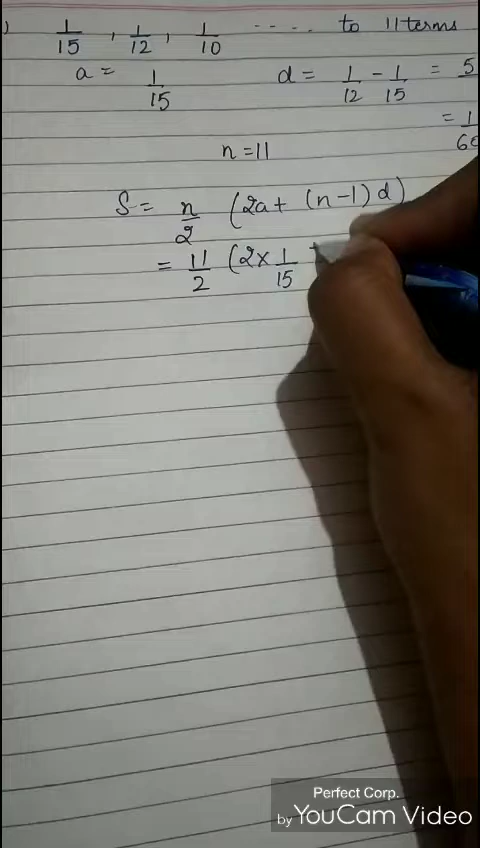 ) 1/15 , 1/12 , 1/10 ..... to 11 terms
a = 1/15 d = 1/12 - 1/15 = 5
= 1/60
n = 11
S = n/2 (2a + (n-1) d)
= 11/2 (2 × 1/15
Perfect Corp.
by YouCam Video